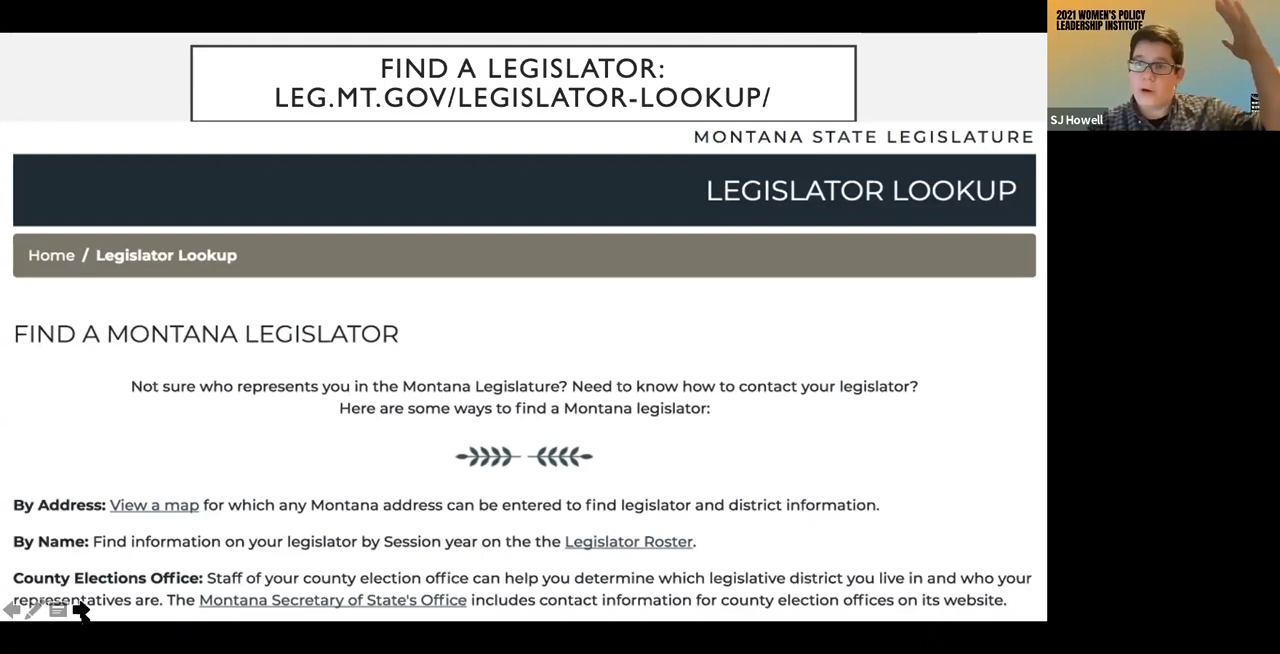 FIND A LEGISLATOR:
LEG.MT.GOV/LEGISLATOR-LOOKUP/
MONTANA STATE LEGISLATURE
LEGISLATOR LOOKUP
Home / Legislator Lookup
FIND A MONTANA LEGISLATOR
Not sure who represents you in the Montana Legislature? Need to know how to contact your legislator?
Here are some ways to find a Montana legislator:
By Address: View a map for which any Montana address can be entered to find legislator and district information.
By Name: Find information on your legislator by Session year on the the Legislator Roster.
County Elections Office: Staff of your county election office can help you determine which legislative district you live in and who your
representatives are. The Montana Secretary of State's Office includes contact information for county election offices on its website.
2021 WOMEN'S POLICY
LEADERSHIP INSTITUTE
SJ Howell